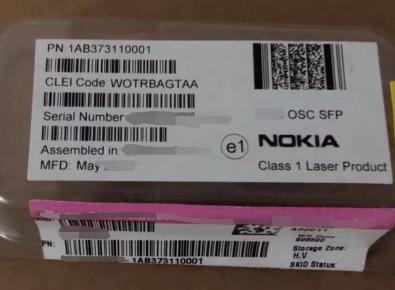 PN:1AB373110001
CLEI Code WOTRBAGTAA
Serial Number
OSC SFP
Assembled in:
e1
NOKIA
MFD: May
Class 1 Laser Product
Storage Zone:
H.V
SKID Status:
PN:
1AB373110001